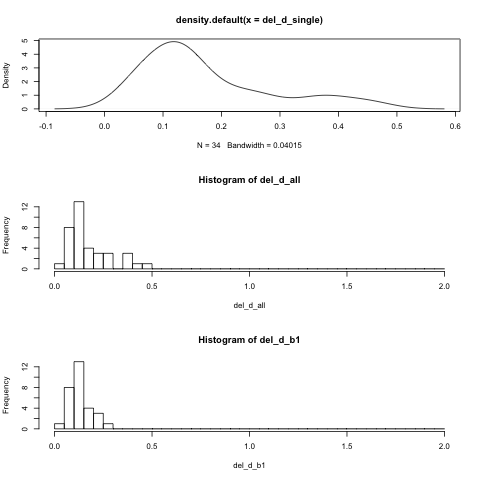 density.default(x = del_d_single)
Density
0 1 2 3 4 5
-0.1 0.0 0.1 0.2 0.3 0.4 0.5 0.6
N = 34 Bandwidth = 0.04015
Histogram of del_d_all
Frequency
0 4 8 12
0.0 0.5 1.0 1.5 2.0
del_d_all
Histogram of del_d_b1
Frequency
0 4 8 12
0.0 0.5 1.0 1.5 2.0
del_d_b1